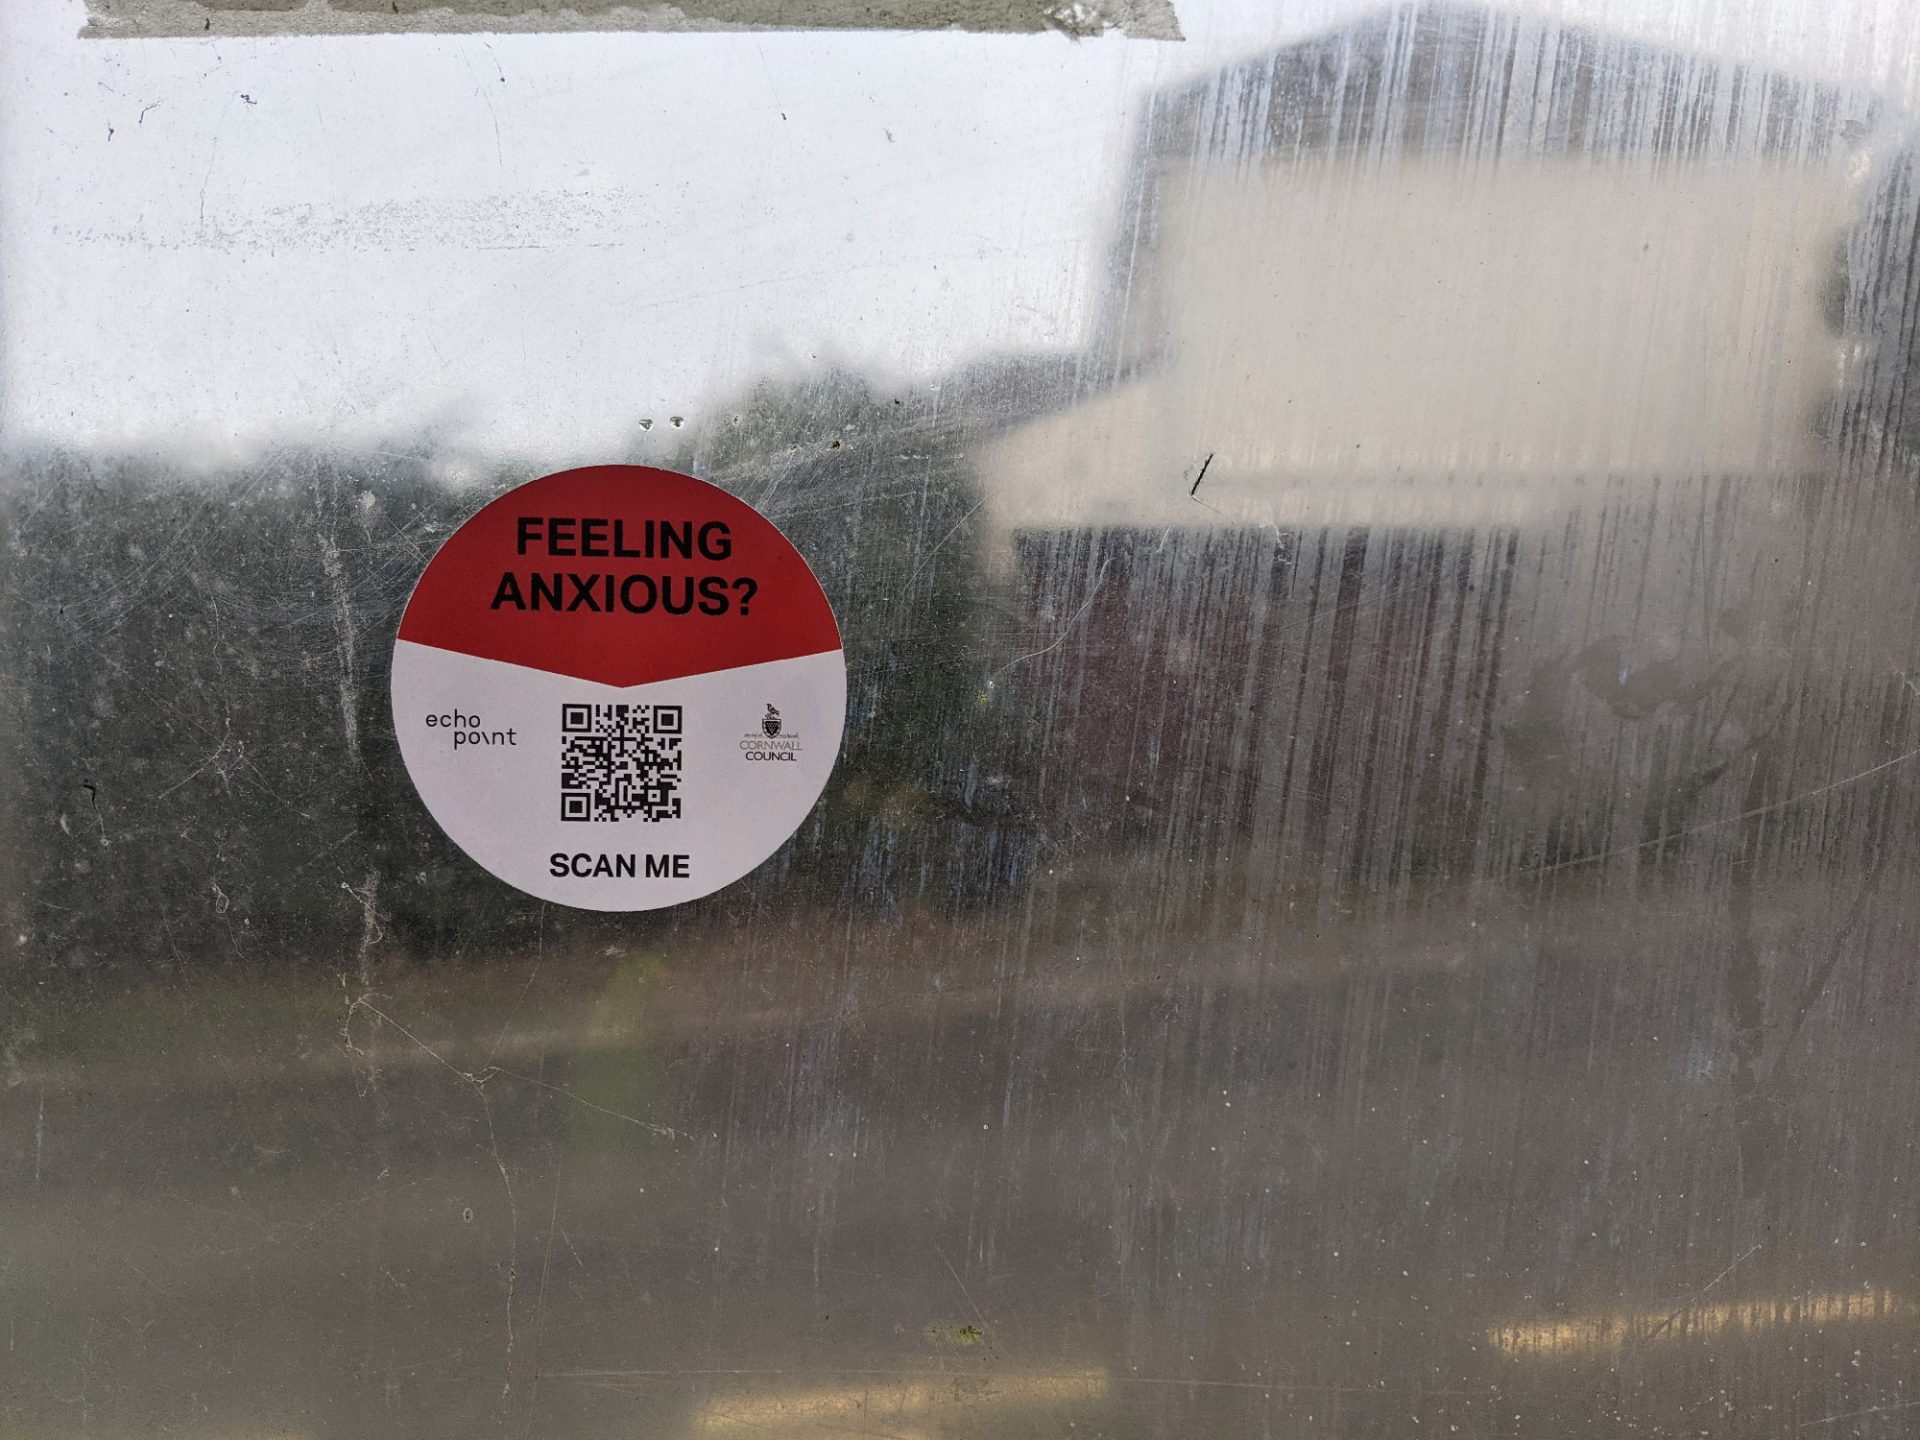 FEELING
ANXIOUS?
echo
point
CORNWALL
COUNCIL
SCAN ME